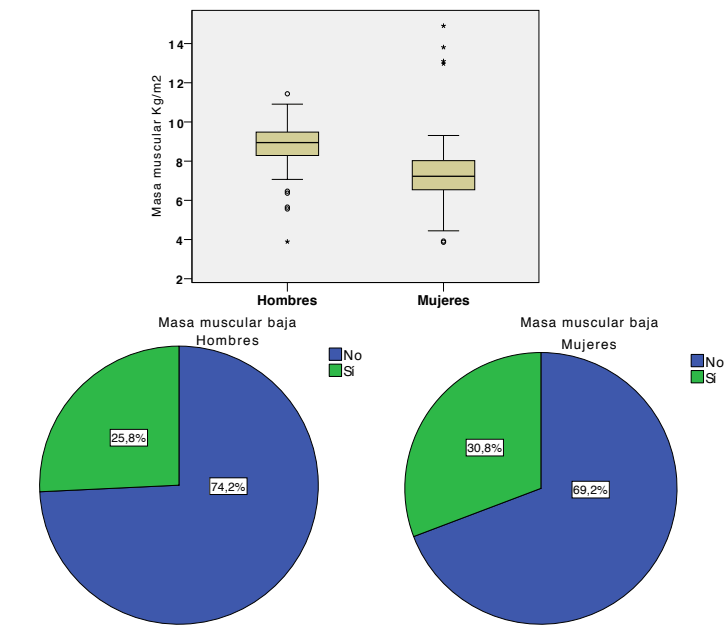 Masa muscular Kg/m2
14
12
10
8
6
4
2
Hombres
Mujeres
Masa muscular baja
Hombres
No
Sí
25,8%
74,2%
Masa muscular baja
Mujeres
No
Sí
30,8%
69,2%